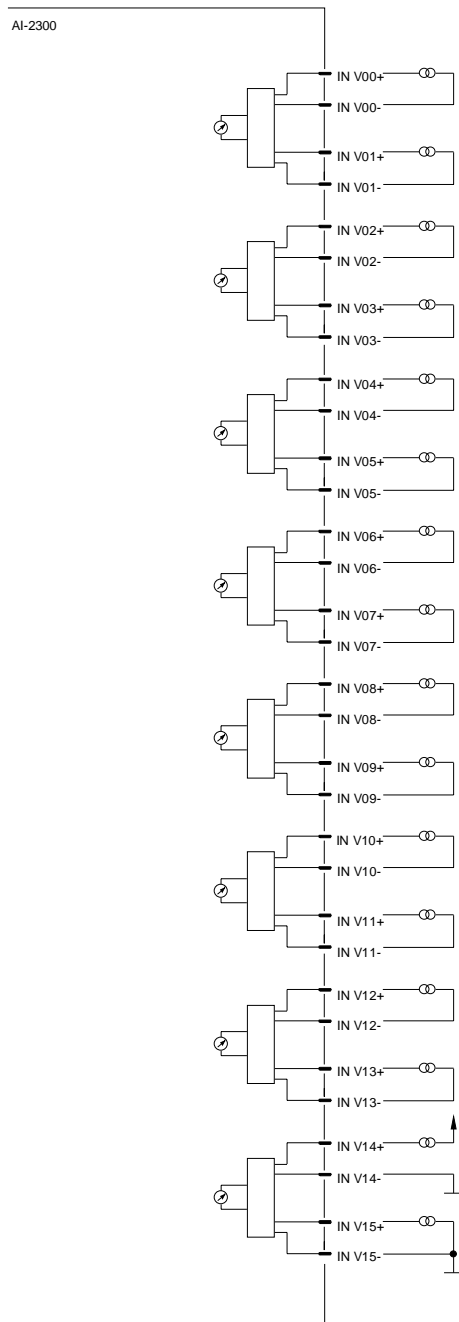 AI-2300
IN V00+
IN V00-
IN V01+
IN V01-
IN V02+
IN V02-
IN V03+
IN V03-
IN V04+
IN V04-
IN V05+
IN V05-
IN V06+
IN V06-
IN V07+
IN V07-
IN V08+
IN V08-
IN V09+
IN V09-
IN V10+
IN V10-
IN V11+
IN V11-
IN V12+
IN V12-
IN V13+
IN V13-
IN V14+
IN V14-
IN V15+
IN V15-